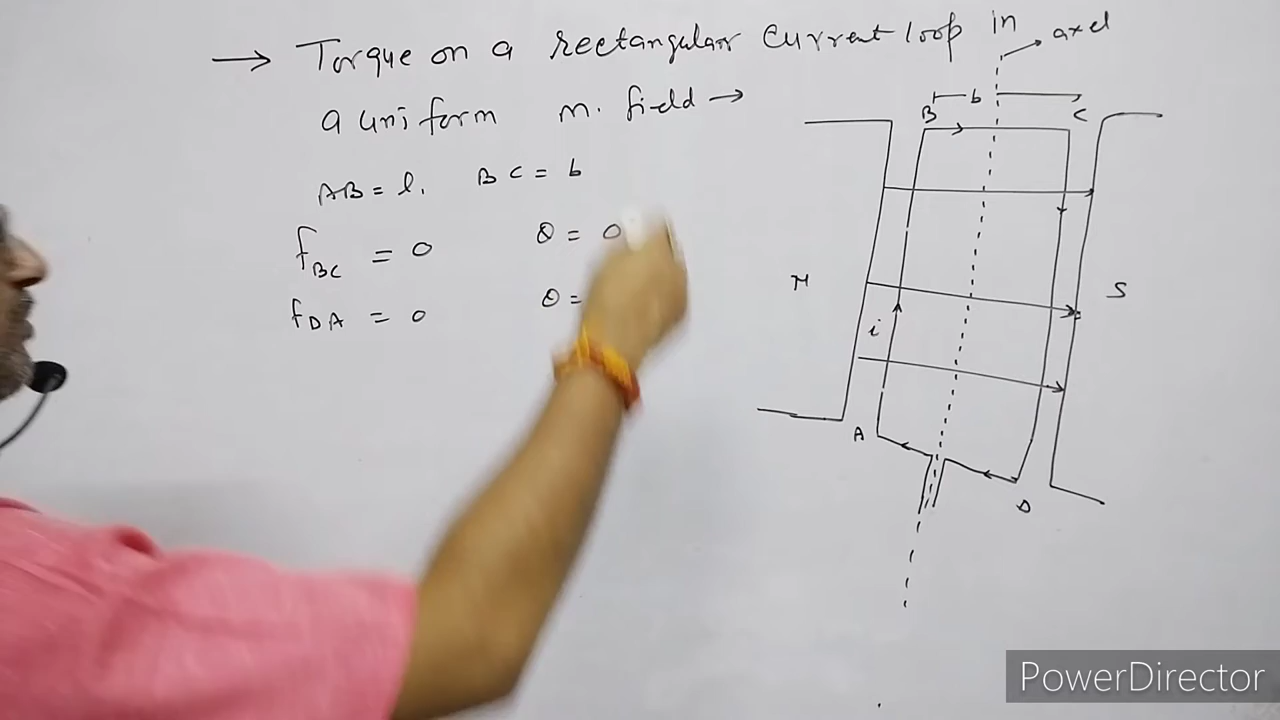 → Torque on a rectangular current loop in
a uniform m. field →
AB = l. BC = b
f_BC = 0 θ = 0
f_DA = 0 θ =
axel
b
B C
N S
i
A
D
PowerDirector